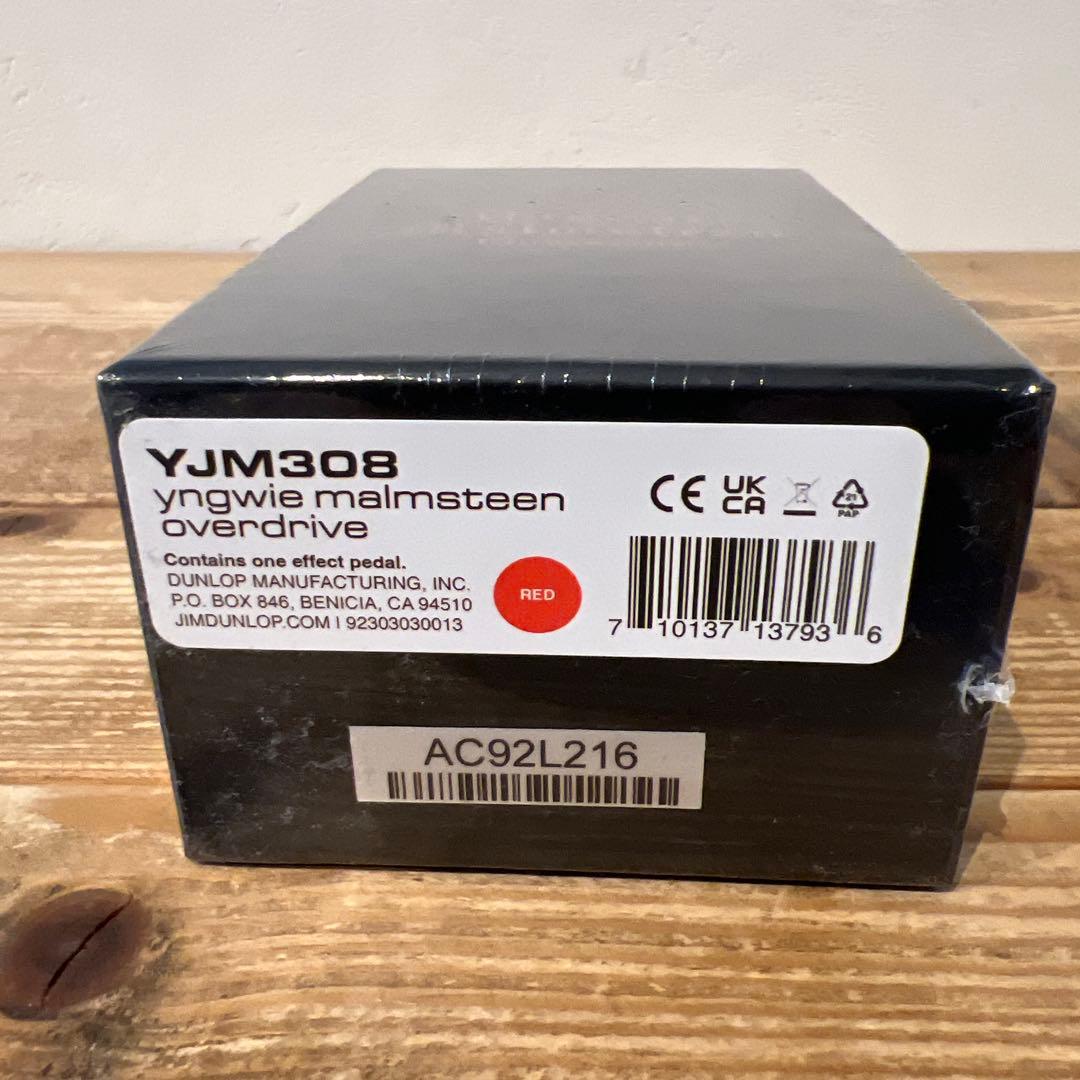 YJM308
yngwie malmsteen
overdrive
Contains one effect pedal.
DUNLOP MANUFACTURING, INC.
P.O. BOX 846, BENICIA, CA 94510
JIMDUNLOP.COM | 92303030013
RED
CE
UK
CA
21
PAP
7 10137 13793 6
AC92L216